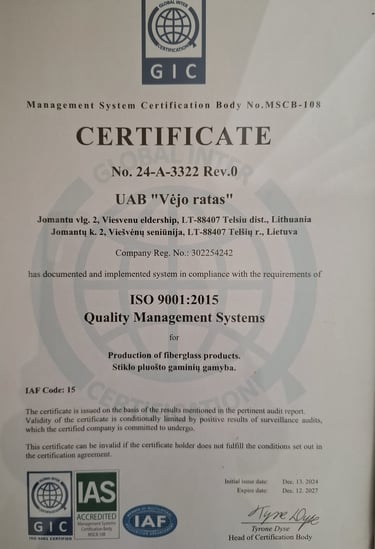 GLOBAL INTER
CERTIFICATION
GIC
Management System Certification Body No.MSCB-108
CERTIFICATE
No. 24-A-3322 Rev.0
UAB "Vėjo ratas"
Jomantu vlg. 2, Viesvenu eldership, LT-88407 Telsiu dist., Lithuania
Jomantų k. 2, Viešvėnų seniūnija, LT-88407 Telšių r., Lietuva
Company Reg. No.: 302254242
has documented and implemented system in compliance with the requirements of
ISO 9001:2015
Quality Management Systems
for
Production of fiberglass products.
Stiklo pluošto gaminių gamyba.
IAF Code: 15
The certificate is issued on the basis of the results mentioned in the pertinent audit report.
Validity of the certificate is conditionally limited by positive results of surveillance audits,
which the certified company is committed to undergo.
This certificate can be invalid if the certificate holder does not fulfill the conditions set out in
the certification agreement.
Initial issue date: Dec. 13, 2024
Expire date: Dec. 12, 2027
GIC
ISO 9001 CERTIFIED
IAS
ACCREDITED
Management Systems
Certification Body
MSCB-108
IAF
Tyrone Dyse
Head of Certification Body